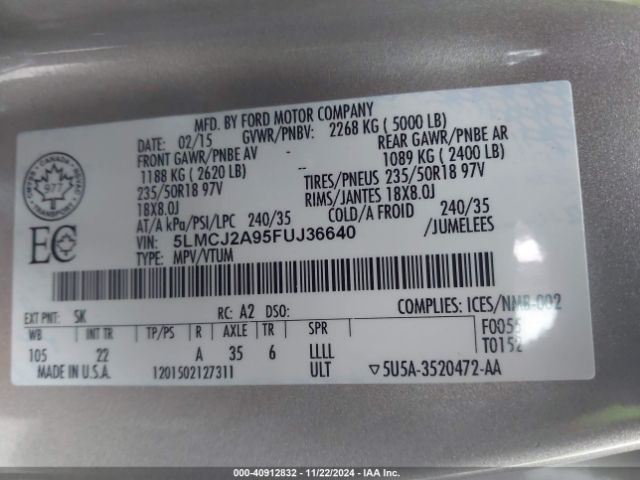 MFD. BY FORD MOTOR COMPANY
DATE: 02/15 GVWR/PNBV: 2268 KG ( 5000 LB)
FRONT GAWR/PNBE AV - REAR GAWR/PNBE AR
1188 KG ( 2620 LB) - 1089 KG ( 2400 LB)
235/50R18 97V TIRES/PNEUS 235/50R18 97V
18X8.0J RIMS/JANTES 18X8.0J
AT/A kPa/PSI/LPC 240/35 COLD/A FROID 240/35
VIN: 5LMCJ2A95FUJ36640 /JUMELEES
TYPE: MPV/VTUM
CANADA
977
TRANSPORT
EC
EXT PNT: SK RC: A2 DSO: COMPLIES: ICES/NMB-002
WB INT TR TP/PS R AXLE TR SPR F0056
105 22 A 35 6 LLLL T0152
MADE IN U.S.A. 1201502127311 ULT 5U5A-3520472-AA
000-40912832 - 11/22/2024 - IAA Inc.